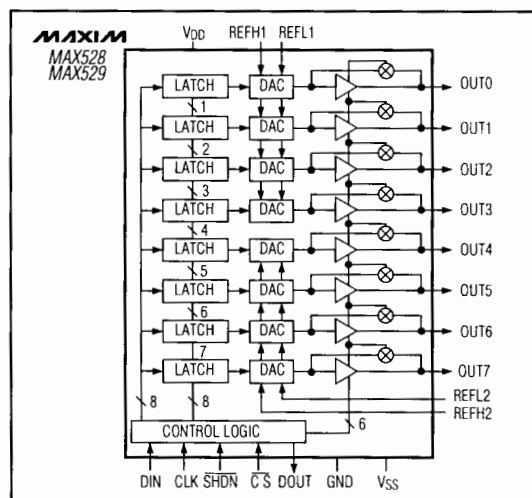 MAXIM
MAX528
MAX529
VDD REFH1 REFL1
LATCH DAC OUT0
1
LATCH DAC OUT1
2
LATCH DAC OUT2
3
LATCH DAC OUT3
4
LATCH DAC OUT4
5
LATCH DAC OUT5
6
LATCH DAC OUT6
7
LATCH DAC OUT7
REFL2
8 8 REFH2
6
CONTROL LOGIC
DIN CLK SHDN CS DOUT GND VSS